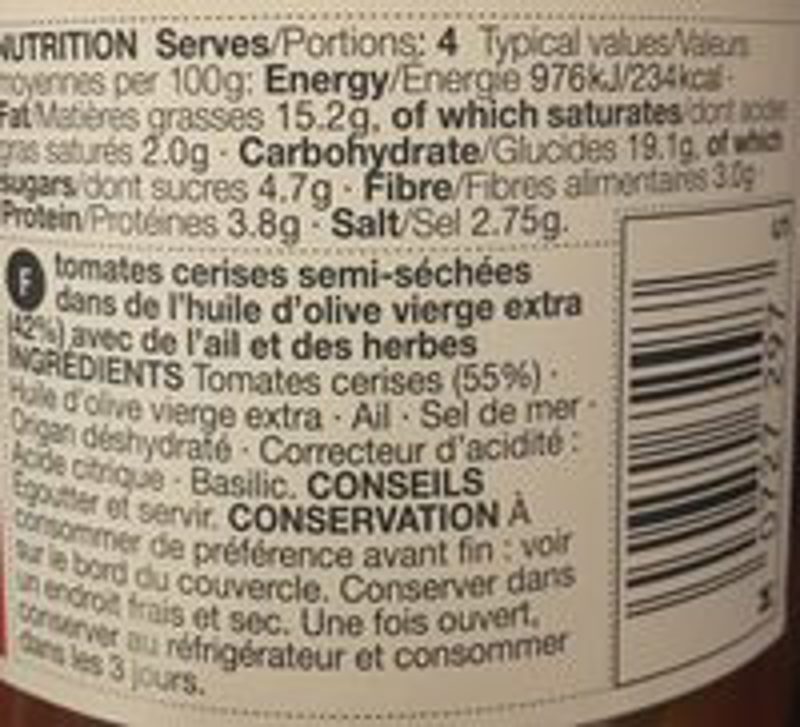 NUTRITION Serves/Portions: 4 Typical values/Valeurs
moyennes per 100g: Energy/Énergie 976kJ/234kcal ·
Fat/Matières grasses 15.2g, of which saturates/dont acides
gras saturés 2.0g · Carbohydrate/Glucides 19.1g, of which
sugars/dont sucres 4.7g · Fibre/Fibres alimentaires 3.0g ·
Protein/Protéines 3.8g · Salt/Sel 2.75g.
F tomates cerises semi-séchées
dans de l'huile d'olive vierge extra
(42%) avec de l'ail et des herbes
INGRÉDIENTS Tomates cerises (55%) ·
Huile d'olive vierge extra · Ail · Sel de mer ·
Origan déshydraté · Correcteur d'acidité :
Acide citrique · Basilic. CONSEILS
Égoutter et servir. CONSERVATION À
consommer de préférence avant fin : voir
sur le bord du couvercle. Conserver dans
un endroit frais et sec. Une fois ouvert,
conserver au réfrigérateur et consommer
dans les 3 jours.